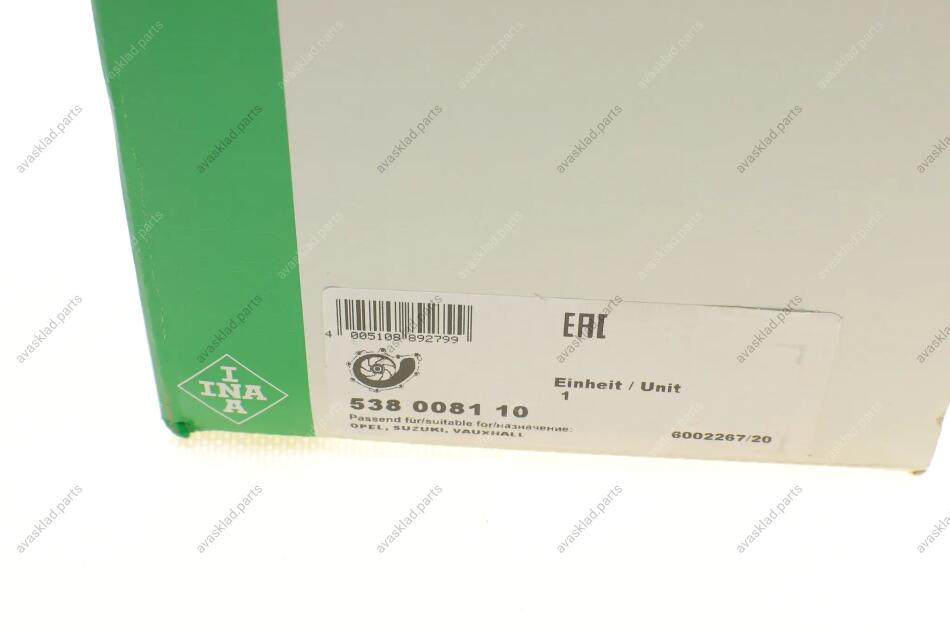 4 005108 892799
EAC
Einheit / Unit
1
538 0081 10
Passend für/suitable for/назначение:
OPEL, SUZUKI, VAUXHALL
6002267/20
I
INA
A
avasklad.parts